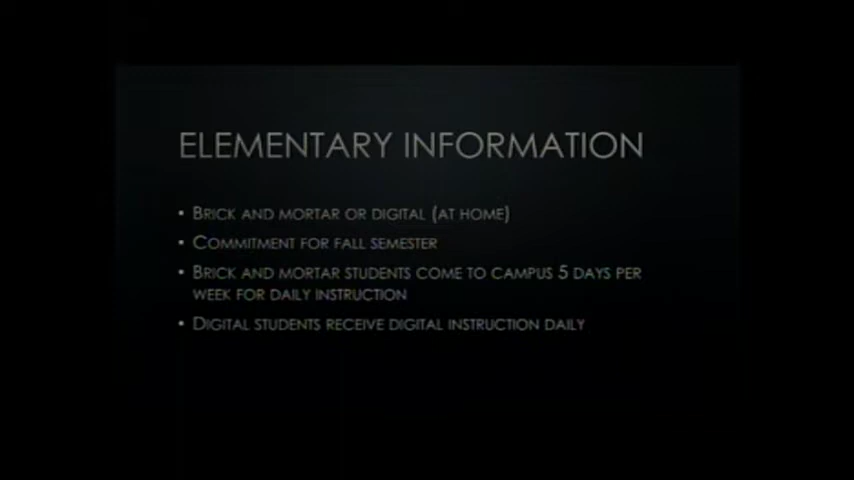 ELEMENTARY INFORMATION
• BRICK AND MORTAR OR DIGITAL (AT HOME)
• COMMITMENT FOR FALL SEMESTER
• BRICK AND MORTAR STUDENTS COME TO CAMPUS 5 DAYS PER
WEEK FOR DAILY INSTRUCTION
• DIGITAL STUDENTS RECEIVE DIGITAL INSTRUCTION DAILY